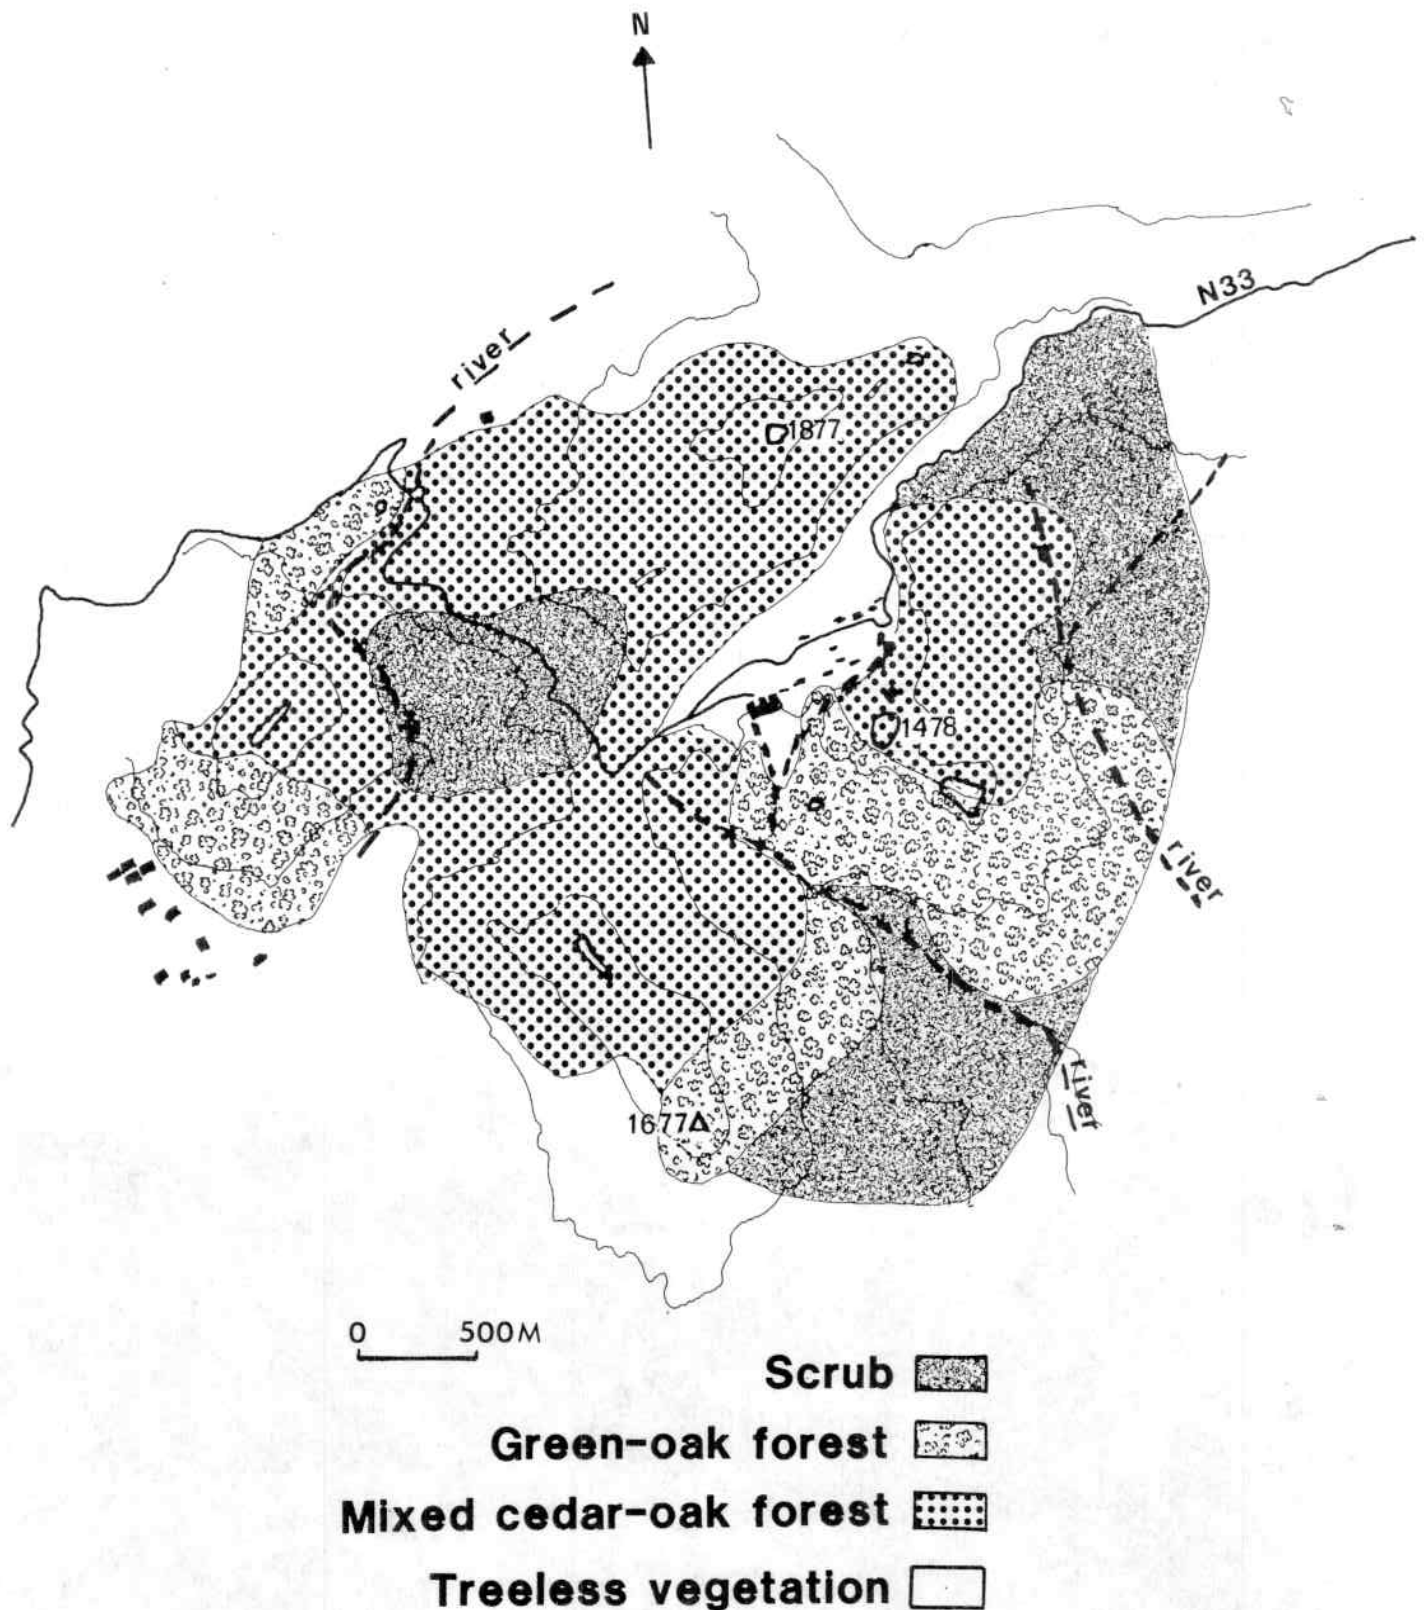 N
N33
river
1877
1478
river
river
1677
0 500M
Scrub
Green-oak forest
Mixed cedar-oak forest
Treeless vegetation